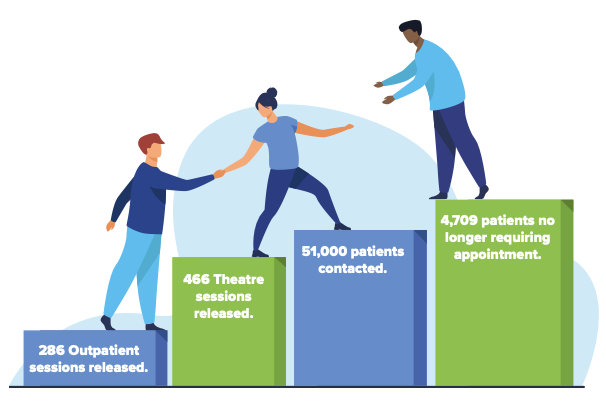 286 Outpatient
sessions released.
466 Theatre
sessions
released.
51,000 patients
contacted.
4,709 patients no
longer requiring
appointment.